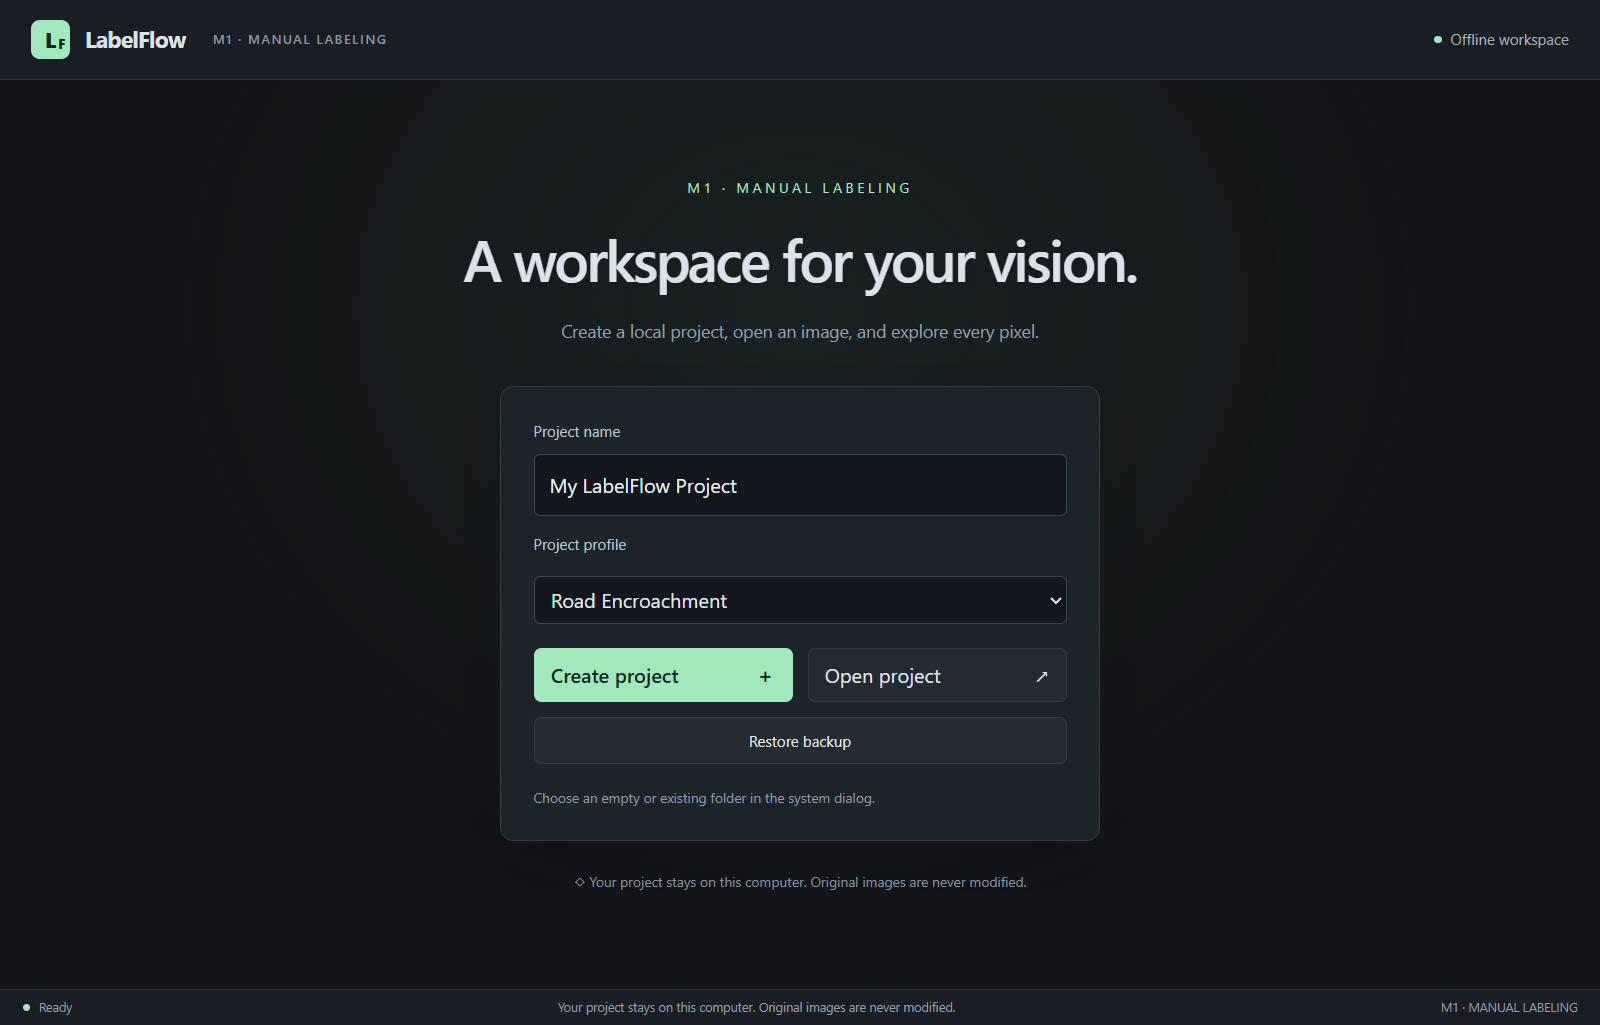 LF LabelFlow M1 · MANUAL LABELING Offline workspace
M1 · MANUAL LABELING
A workspace for your vision.
Create a local project, open an image, and explore every pixel.
Project name
My LabelFlow Project
Project profile
Road Encroachment
Create project + Open project ↗
Restore backup
Choose an empty or existing folder in the system dialog.
◇ Your project stays on this computer. Original images are never modified.
Ready Your project stays on this computer. Original images are never modified. M1 · MANUAL LABELING